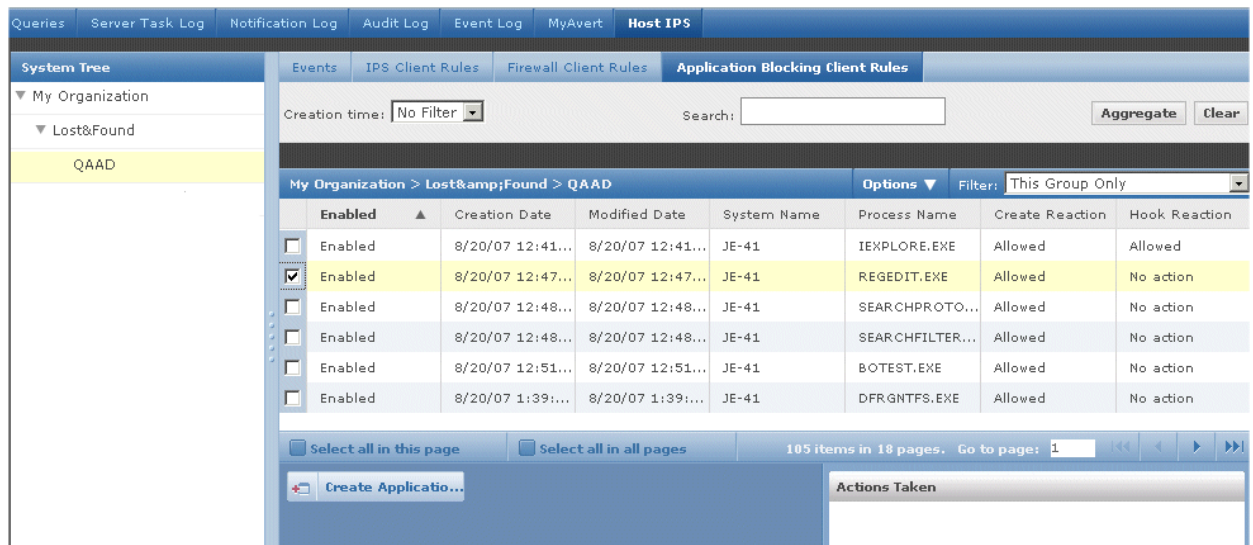 Queries Server Task Log Notification Log Audit Log Event Log MyAvert Host IPS
System Tree
My Organization
Lost&Found
QAAD
Events IPS Client Rules Firewall Client Rules Application Blocking Client Rules
Creation time: No Filter Search: Aggregate Clear
My Organization > Lost&amp;Found > QAAD Options Filter: This Group Only
Enabled Creation Date Modified Date System Name Process Name Create Reaction Hook Reaction
Enabled 8/20/07 12:41... 8/20/07 12:41... JE-41 IEXPLORE.EXE Allowed Allowed
Enabled 8/20/07 12:47... 8/20/07 12:47... JE-41 REGEDIT.EXE Allowed No action
Enabled 8/20/07 12:48... 8/20/07 12:48... JE-41 SEARCHPROTO... Allowed No action
Enabled 8/20/07 12:48... 8/20/07 12:48... JE-41 SEARCHFILTER... Allowed No action
Enabled 8/20/07 12:51... 8/20/07 12:51... JE-41 BOTEST.EXE Allowed No action
Enabled 8/20/07 1:39:... 8/20/07 1:39:... JE-41 DFRGNTFS.EXE Allowed No action
Select all in this page Select all in all pages 105 items in 18 pages. Go to page: 1
Create Applicatio... Actions Taken